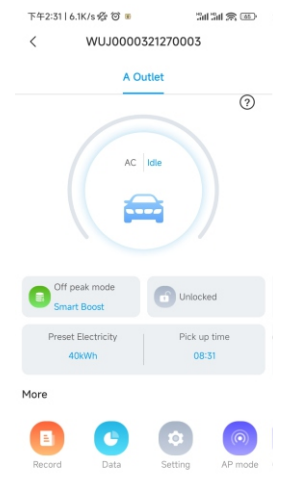 下午2:31 | 6.1K/s
65
WUJ0000321270003
A Outlet
?
AC | Idle
Off peak mode
Smart Boost
Unlocked
Preset Electricity
Pick up time
40kWh
08:31
More
Record
Data
Setting
AP mode